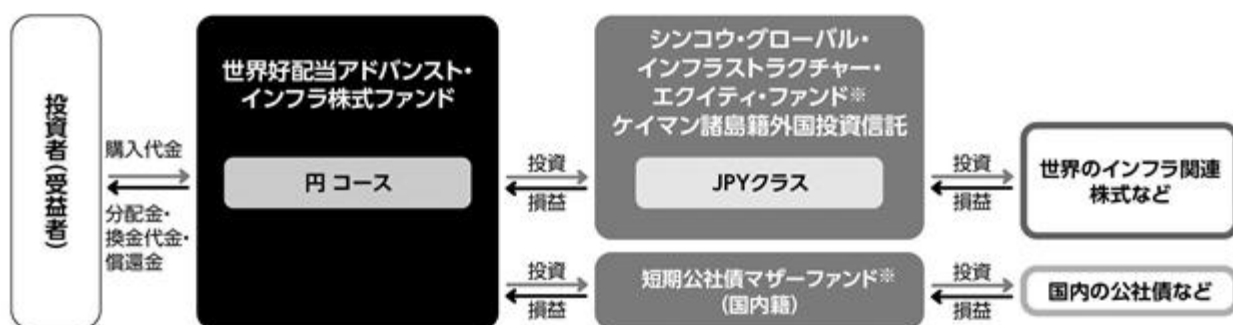 投資者(受益者)
購入代金
分配金・
換金代金・
償還金
世界好配当アドバンスト・
インフラ株式ファンド
円 コース
投資
損益
投資
損益
シンコウ・グローバル・
インフラストラクチャー・
エクイティ・ファンド※
ケイマン諸島籍外国投資信託
JPYクラス
短期公社債マザーファンド※
(国内籍)
投資
損益
投資
損益
世界のインフラ関連
株式など
国内の公社債など